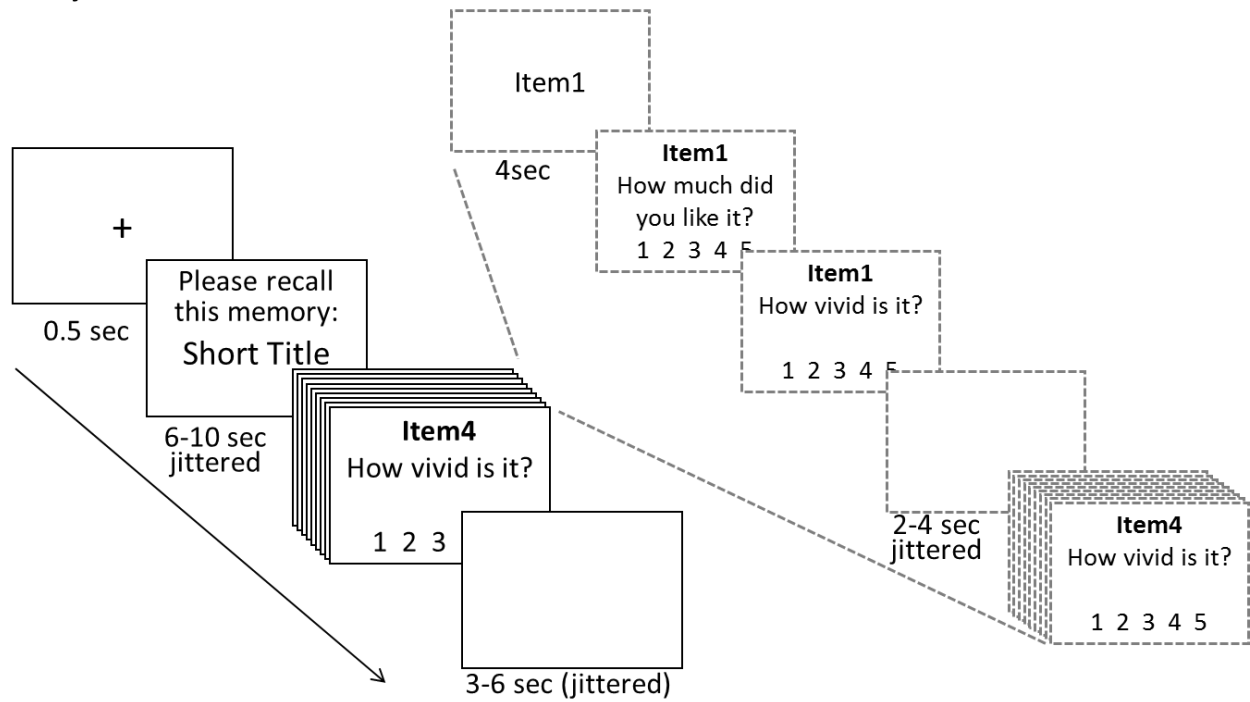 +
0.5 sec
Please recall
this memory:
Short Title
6-10 sec
jittered
Item4
How vivid is it?
1 2 3
3-6 sec (jittered)
Item1
4sec
Item1
How much did
you like it?
1 2 3 4 5
Item1
How vivid is it?
1 2 3 4 5
2-4 sec
jittered
Item4
How vivid is it?
1 2 3 4 5